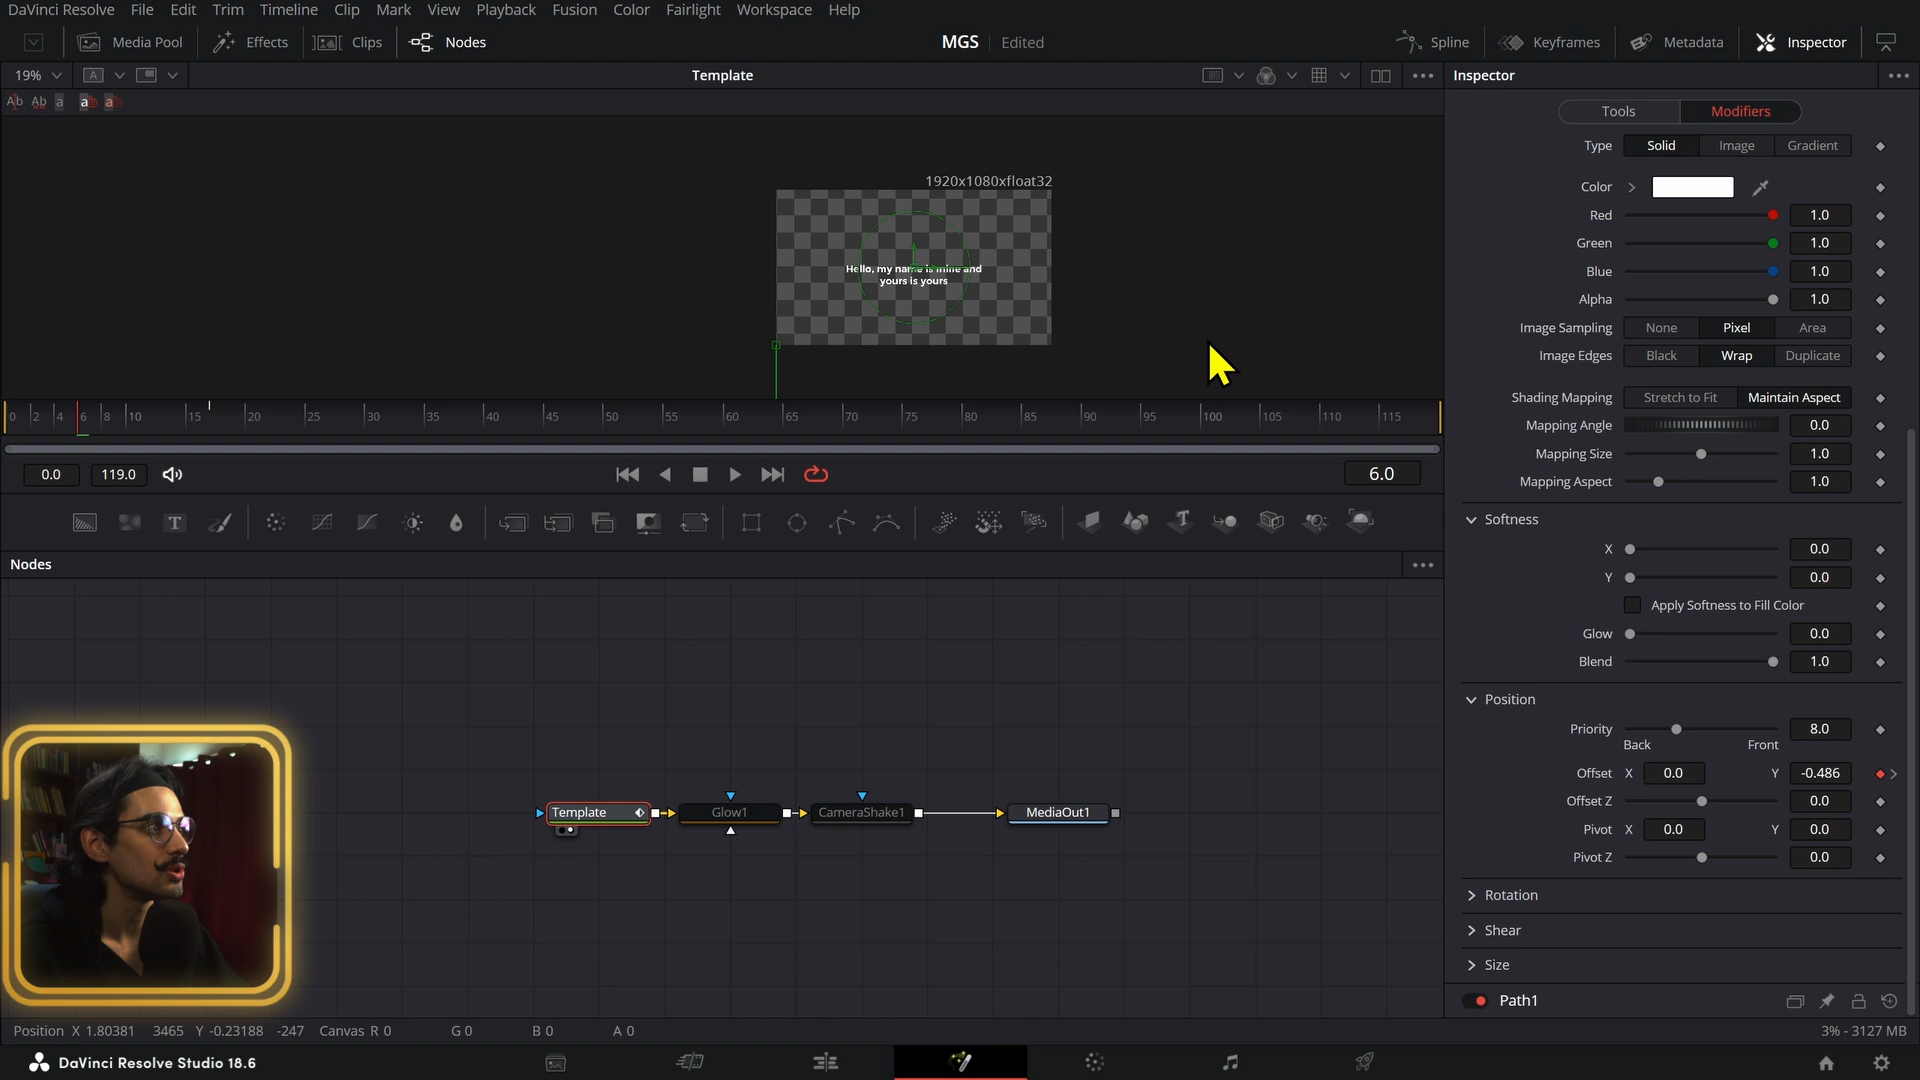 DaVinci Resolve File Edit Trim Timeline Clip Mark View Playback Fusion Color Fairlight Workspace Help
Media Pool Effects Clips Nodes MGS Edited Spline Keyframes Metadata Inspector
19% A Template Inspector
Ab Ab a a a
Tools Modifiers
Type Solid Image Gradient
1920x1080xfloat32
Color
Red 1.0
Green 1.0
Blue 1.0
Alpha 1.0
Hello, my name is mine and
yours is yours
Image Sampling None Pixel Area
Image Edges Black Wrap Duplicate
Shading Mapping Stretch to Fit Maintain Aspect
0 2 4 6 8 10 15 20 25 30 35 40 45 50 55 60 65 70 75 80 85 90 95 100 105 110 115
Mapping Angle 0.0
Mapping Size 1.0
Mapping Aspect 1.0
0.0 119.0 6.0
Softness
X 0.0
Y 0.0
Apply Softness to Fill Color
Glow 0.0
Blend 1.0
Nodes
Position
Priority 8.0
Back Front
Offset X 0.0 Y -0.486
Offset Z 0.0
Pivot X 0.0 Y 0.0
Pivot Z 0.0
Template Glow1 CameraShake1 MediaOut1
Rotation
Shear
Size
Path1
Position X 1.80381 3465 Y -0.23188 -247 Canvas R 0 G 0 B 0 A 0 3% - 3127 MB
DaVinci Resolve Studio 18.6